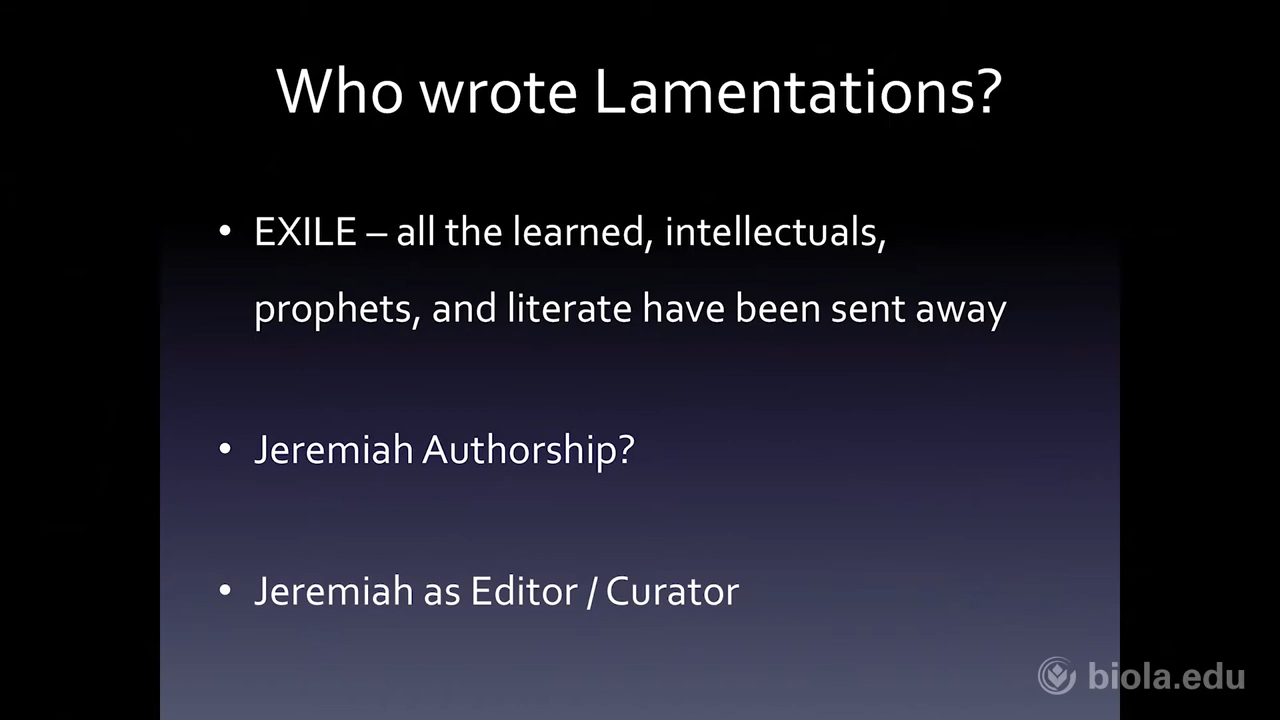 Who wrote Lamentations?
• EXILE – all the learned, intellectuals,
prophets, and literate have been sent away
• Jeremiah Authorship?
• Jeremiah as Editor / Curator
biola.edu